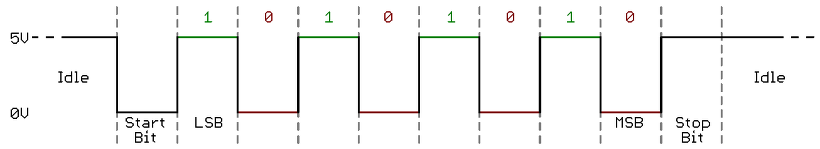 1 0 1 0 1 0 1 0
5V
Idle
Idle
0V
Start Bit
LSB
MSB
Stop Bit